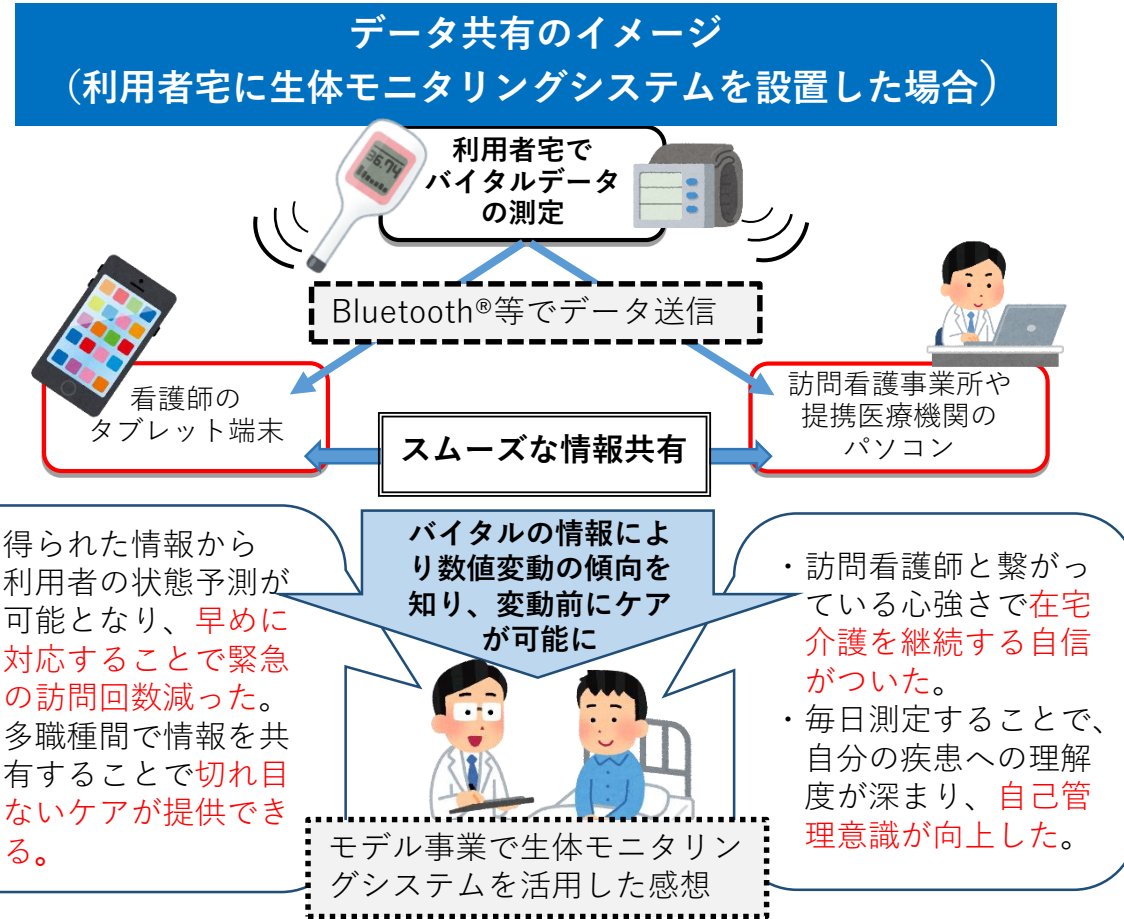 データ共有のイメージ
（利用者宅に生体モニタリングシステムを設置した場合）
36.74
利用者宅で
バイタルデータ
の測定
Bluetooth®等でデータ送信
看護師の
タブレット端末
訪問看護事業所や
提携医療機関の
パソコン
スムーズな情報共有
バイタルの情報によ
り数値変動の傾向を
知り、変動前にケア
が可能に
得られた情報から
利用者の状態予測が
可能となり、早めに
対応することで緊急
の訪問回数減った。
多職種間で情報を共
有することで切れ目
ないケアが提供でき
る。
・訪問看護師と繋がっ
ている心強さで在宅
介護を継続する自信
がついた。
・毎日測定することで、
自分の疾患への理解
度が深まり、自己管
理意識が向上した。
モデル事業で生体モニタリン
グシステムを活用した感想